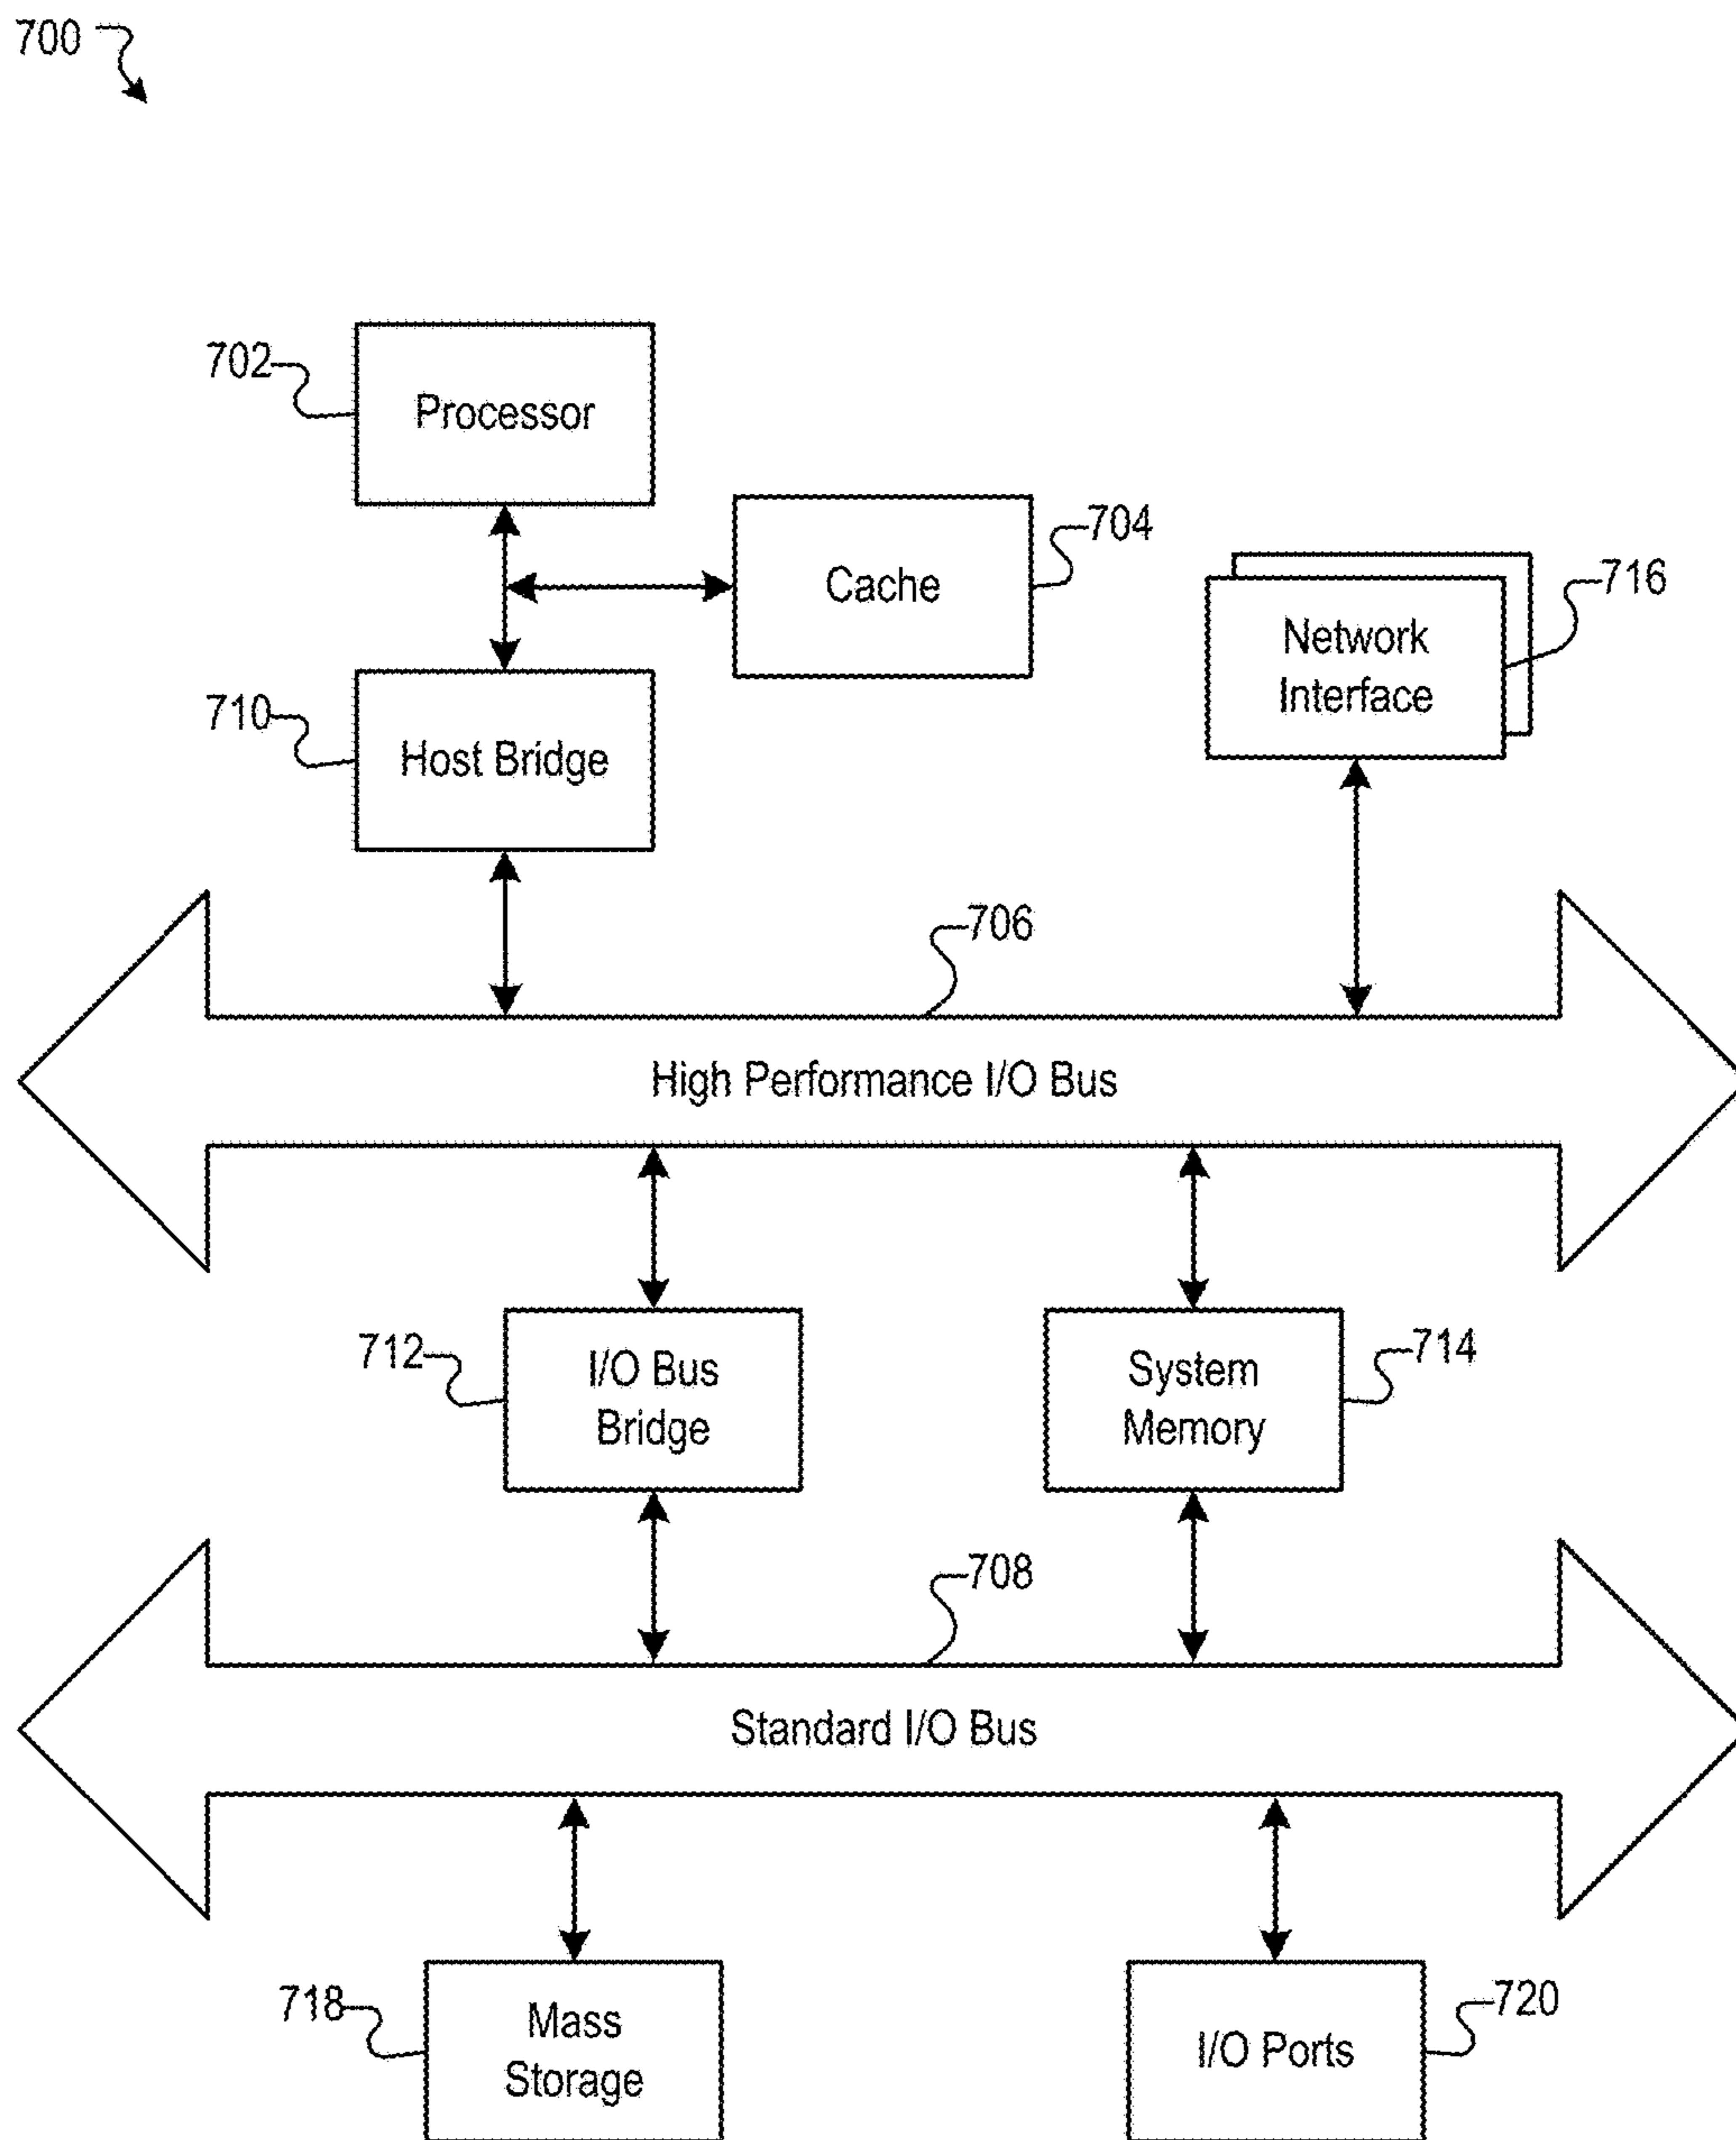 700
702
Processor
704
Cache
716
Network
Interface
710
Host Bridge
706
High Performance I/O Bus
712
I/O Bus
Bridge
714
System
Memory
708
Standard I/O Bus
718
Mass
Storage
720
I/O Ports